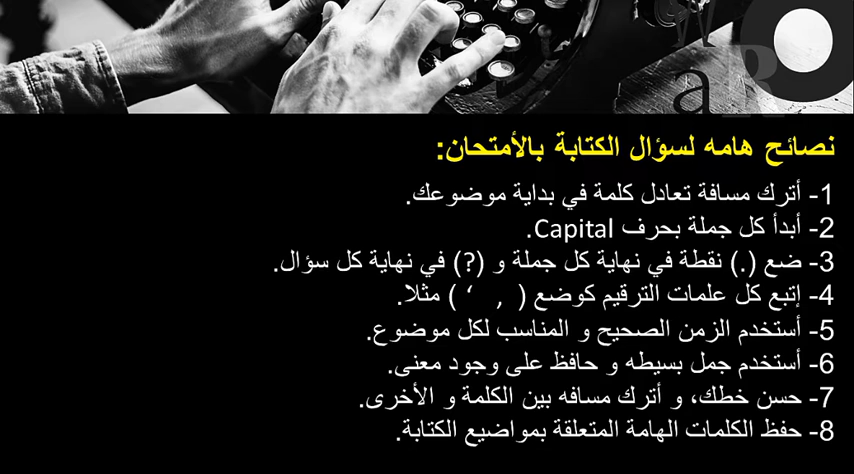 W
a R
نصائح هامه لسؤال الكتابة بالأمتحان:
1- أترك مسافة تعادل كلمة في بداية موضوعك.
2- أبدأ كل جملة بحرف Capital.
3- ضع (.) نقطة في نهاية كل جملة و (?) في نهاية كل سؤال.
4- إتبع كل علمات الترقيم كوضع ( , ‘ ) مثلا.
5- أستخدم الزمن الصحيح و المناسب لكل موضوع.
6- أستخدم جمل بسيطه و حافظ على وجود معنى.
7- حسن خطك، و أترك مسافه بين الكلمة و الأخرى.
8- حفظ الكلمات الهامة المتعلقة بمواضيع الكتابة.